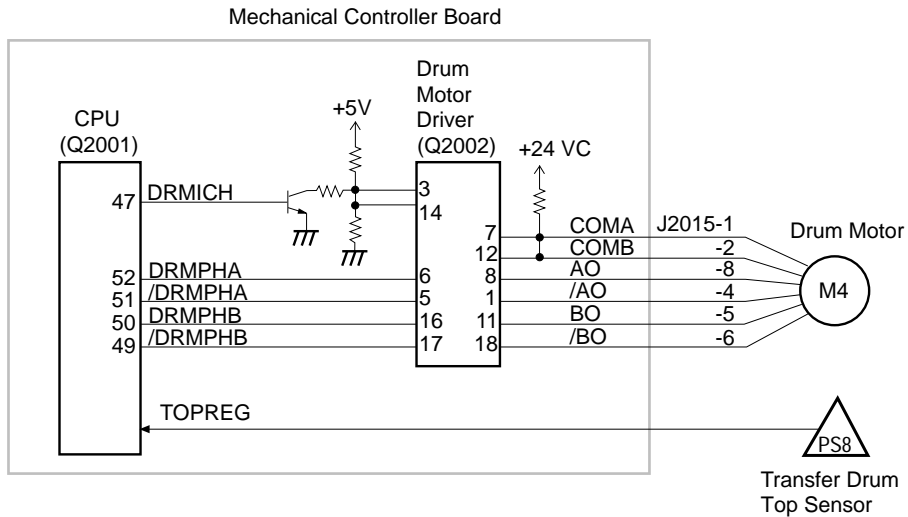 Mechanical Controller Board
CPU
(Q2001)
+5V
Drum
Motor
Driver
(Q2002)
+24 VC
47 DRMICH
3
14
7 COMA J2015-1
12 COMB -2
Drum Motor
52 DRMPHA 6
8 AO -8
51 /DRMPHA 5
1 /AO -4
M4
50 DRMPHB 16
11 BO -5
49 /DRMPHB 17
18 /BO -6
TOPREG
PS8
Transfer Drum
Top Sensor